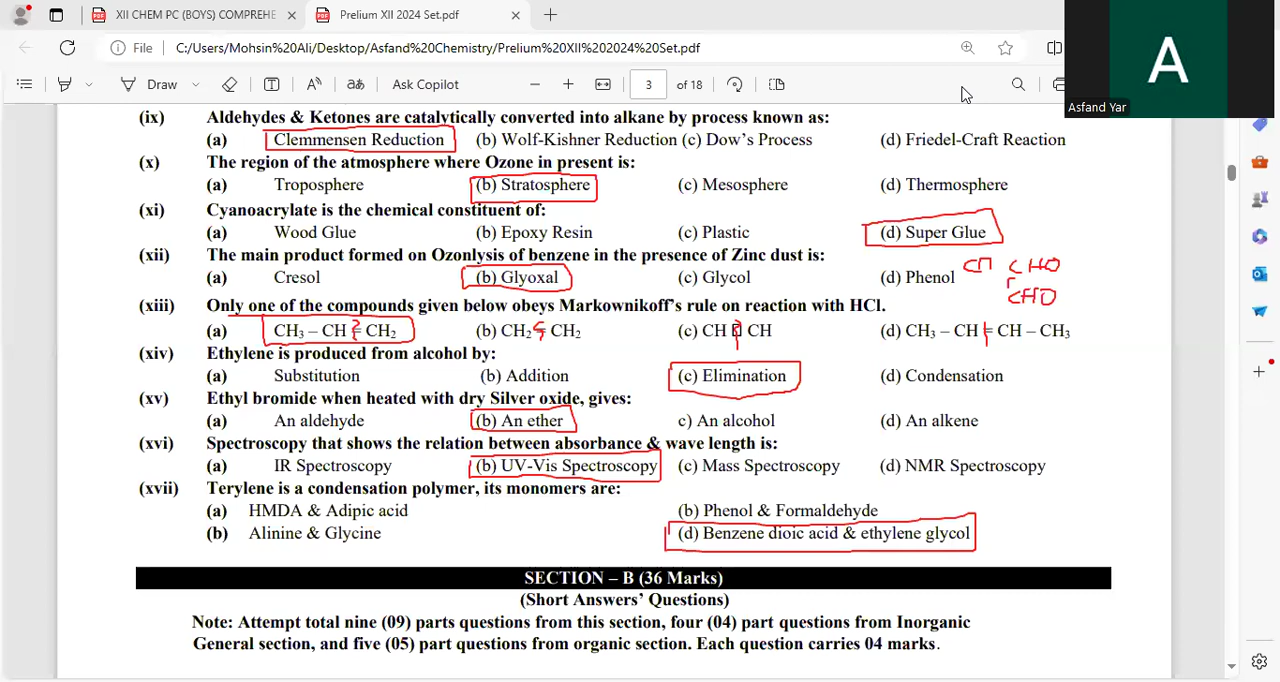 XII CHEM PC (BOYS) COMPREHE
Prelium XII 2024 Set.pdf
File C:/Users/Mohsin%20Ali/Desktop/Asfand%20Chemistry/Prelium%20XII%202024%20Set.pdf
Draw Ask Copilot 3 of 18
A
Asfand Yar
(ix) Aldehydes & Ketones are catalytically converted into alkane by process known as:
(a) Clemmensen Reduction (b) Wolf-Kishner Reduction (c) Dow's Process (d) Friedel-Craft Reaction
(x) The region of the atmosphere where Ozone in present is:
(a) Troposphere (b) Stratosphere (c) Mesosphere (d) Thermosphere
(xi) Cyanoacrylate is the chemical constituent of:
(a) Wood Glue (b) Epoxy Resin (c) Plastic (d) Super Glue
(xii) The main product formed on Ozonlysis of benzene in the presence of Zinc dust is:
(a) Cresol (b) Glyoxal (c) Glycol (d) Phenol
CHO
CHO
(xiii) Only one of the compounds given below obeys Markownikoff's rule on reaction with HCl.
(a) CH₃ – CH = CH₂ (b) CH₂ = CH₂ (c) CH ≡ CH (d) CH₃ – CH = CH – CH₃
(xiv) Ethylene is produced from alcohol by:
(a) Substitution (b) Addition (c) Elimination (d) Condensation
(xv) Ethyl bromide when heated with dry Silver oxide, gives:
(a) An aldehyde (b) An ether c) An alcohol (d) An alkene
(xvi) Spectroscopy that shows the relation between absorbance & wave length is:
(a) IR Spectroscopy (b) UV-Vis Spectroscopy (c) Mass Spectroscopy (d) NMR Spectroscopy
(xvii) Terylene is a condensation polymer, its monomers are:
(a) HMDA & Adipic acid (b) Phenol & Formaldehyde
(b) Alinine & Glycine (d) Benzene dioic acid & ethylene glycol
SECTION – B (36 Marks)
(Short Answers' Questions)
Note: Attempt total nine (09) parts questions from this section, four (04) part questions from Inorganic
General section, and five (05) part questions from organic section. Each question carries 04 marks.